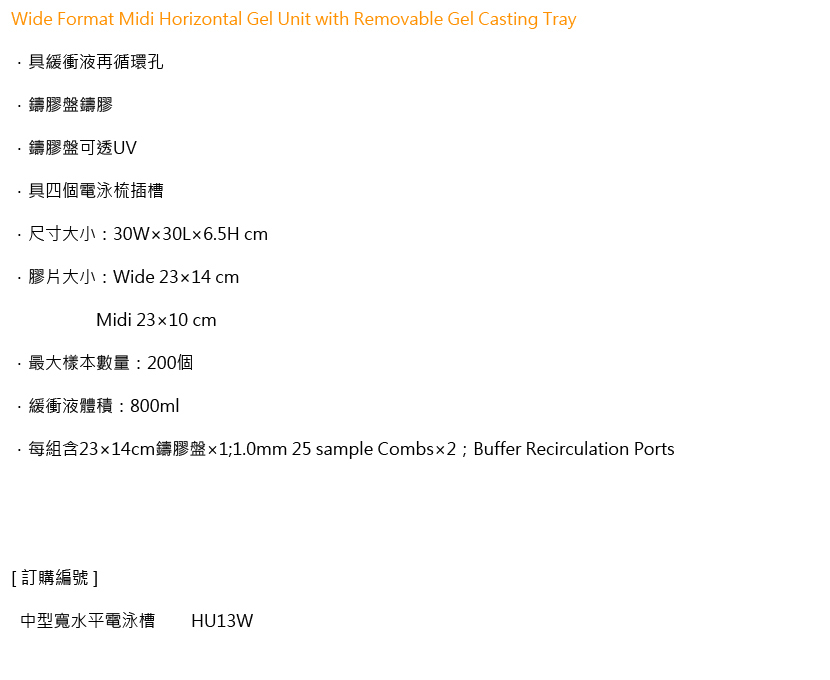 Wide Format Midi Horizontal Gel Unit with Removable Gel Casting Tray
．具緩衝液再循環孔
．鑄膠盤鑄膠
．鑄膠盤可透UV
．具四個電泳梳插槽
．尺寸大小：30W×30L×6.5H cm
．膠片大小：Wide 23×14 cm
Midi 23×10 cm
．最大樣本數量：200個
．緩衝液體積：800ml
．每組含23×14cm鑄膠盤×1;1.0mm 25 sample Combs×2；Buffer Recirculation Ports
[ 訂購編號 ]
中型寬水平電泳槽 HU13W